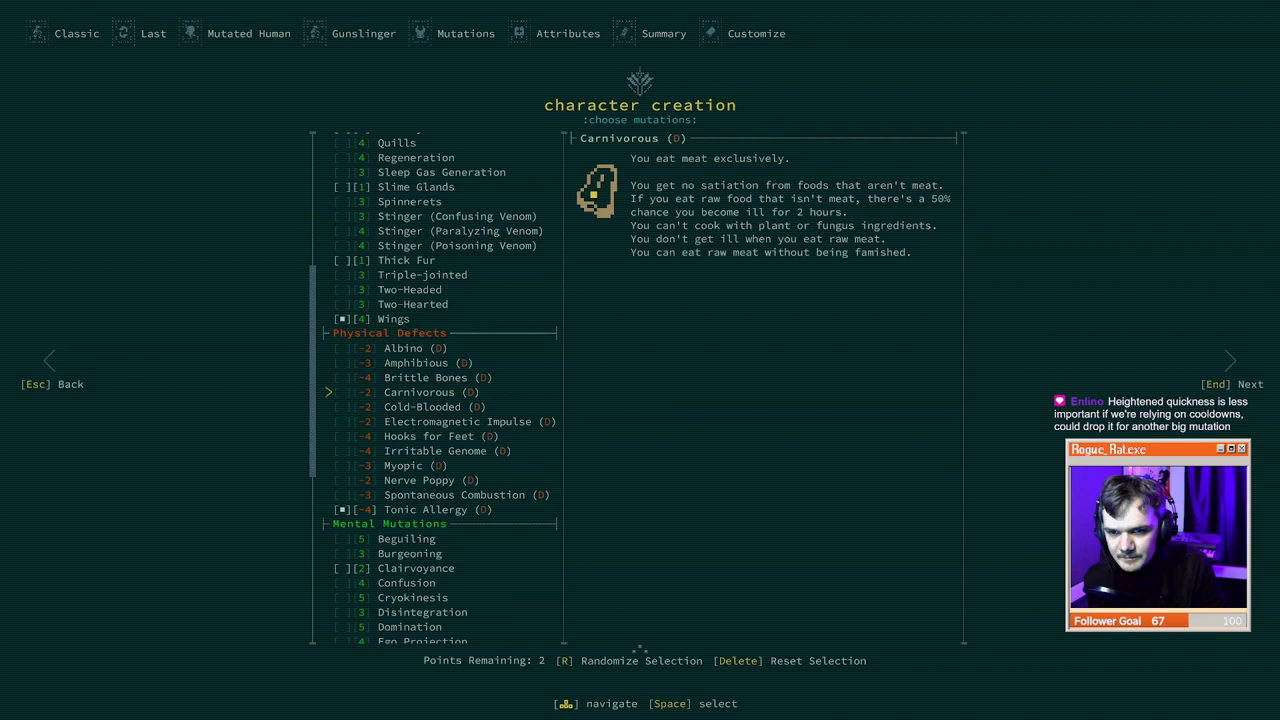 Classic Last Mutated Human Gunslinger Mutations Attributes Summary Customize
character creation
:choose mutations:
[ ][4] Quills
[ ][4] Regeneration
[ ][3] Sleep Gas Generation
[ ][1] Slime Glands
[ ][3] Spinnerets
[ ][3] Stinger (Confusing Venom)
[ ][4] Stinger (Paralyzing Venom)
[ ][4] Stinger (Poisoning Venom)
[ ][1] Thick Fur
[ ][3] Triple-jointed
[ ][3] Two-Headed
[ ][3] Two-Hearted
[■][4] Wings
Physical Defects
[ ][-2] Albino (D)
[ ][-3] Amphibious (D)
[ ][-4] Brittle Bones (D)
> [ ][-2] Carnivorous (D)
[ ][-2] Cold-Blooded (D)
[ ][-2] Electromagnetic Impulse (D)
[ ][-4] Hooks for Feet (D)
[ ][-4] Irritable Genome (D)
[ ][-3] Myopic (D)
[ ][-2] Nerve Poppy (D)
[ ][-3] Spontaneous Combustion (D)
[■][-4] Tonic Allergy (D)
Mental Mutations
[ ][5] Beguiling
[ ][3] Burgeoning
[ ][2] Clairvoyance
[ ][4] Confusion
[ ][5] Cryokinesis
[ ][3] Disintegration
[ ][5] Domination
[ ][4] Ego Projection
Carnivorous (D)
You eat meat exclusively.
You get no satiation from foods that aren't meat.
If you eat raw food that isn't meat, there's a 50%
chance you become ill for 2 hours.
You can't cook with plant or fungus ingredients.
You don't get ill when you eat raw meat.
You can eat raw meat without being famished.
[Esc] Back
[End] Next
Enlino Heightened quickness is less
important if we're relying on cooldowns,
could drop it for another big mutation
Rogue_Rat.exe
Follower Goal 67 100
Points Remaining: 2 [R] Randomize Selection [Delete] Reset Selection
navigate [Space] select